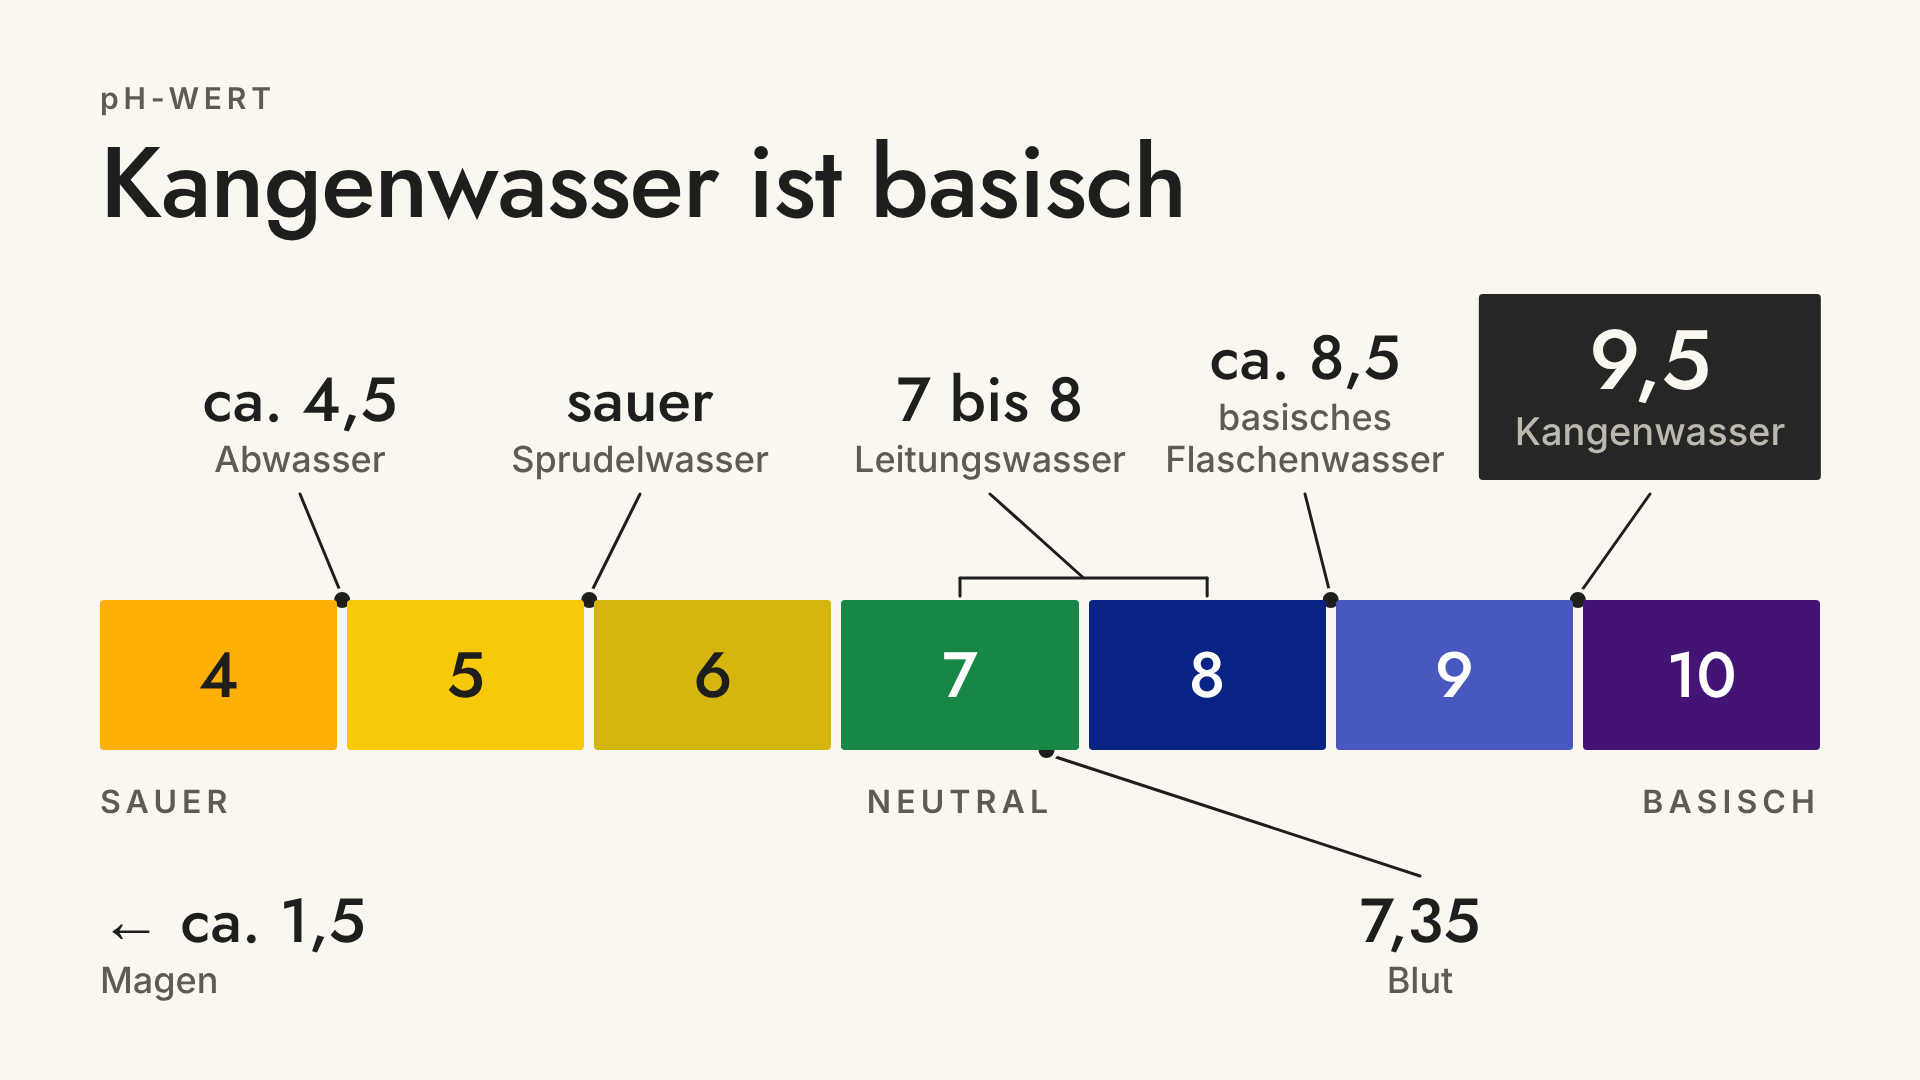 pH-WERT
Kangenwasser ist basisch
ca. 4,5
Abwasser
sauer
Sprudelwasser
7 bis 8
Leitungswasser
ca. 8,5
basisches
Flaschenwasser
9,5
Kangenwasser
4
5
6
7
8
9
10
SAUER
NEUTRAL
BASISCH
← ca. 1,5
Magen
7,35
Blut